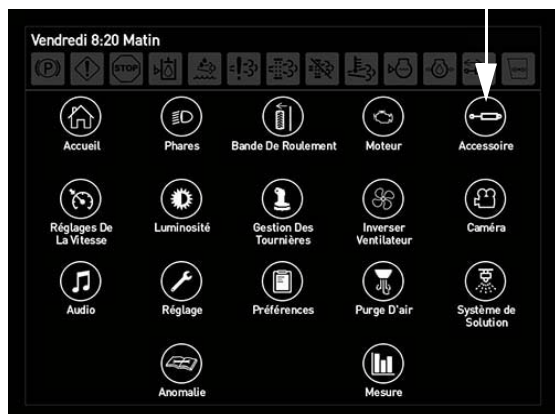 Vendredi 8:20 Matin
(P) STOP
Accueil
Phares
Bande De Roulement
Moteur
Accessoire
Réglages De
La Vitesse
Luminosité
Gestion Des
Tournières
Inverser
Ventilateur
Caméra
Audio
Réglage
Préférences
Purge D'air
Système de
Solution
Anomalie
Mesure